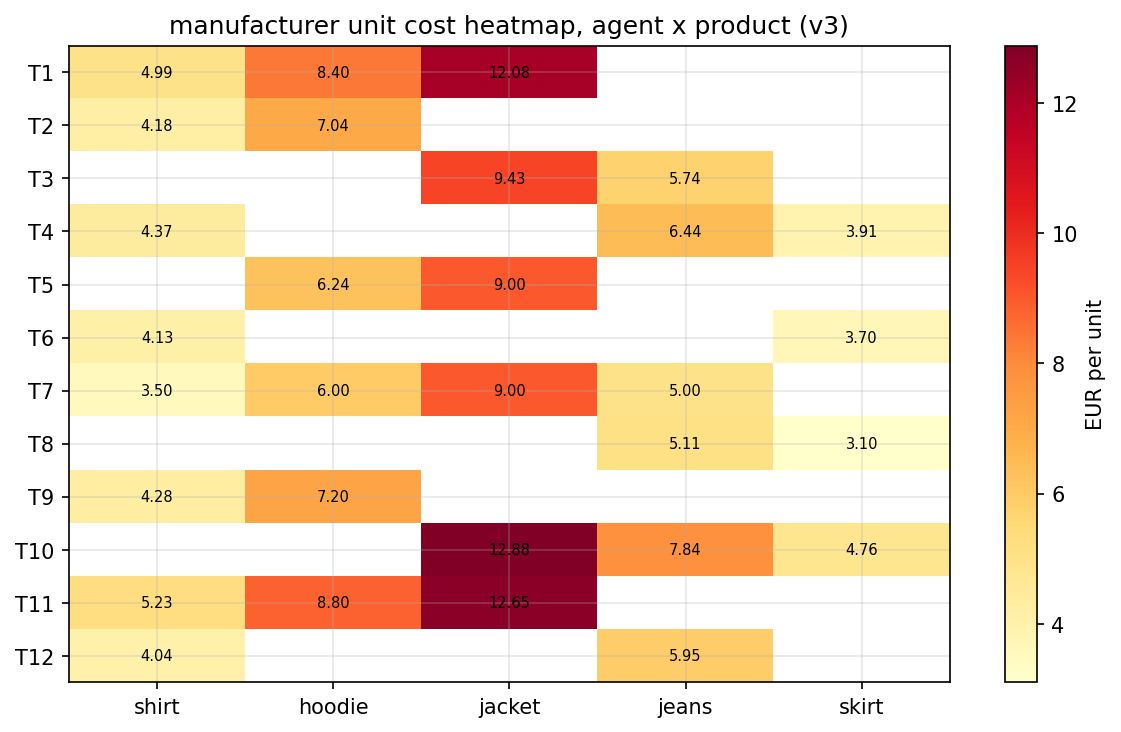 manufacturer unit cost heatmap, agent x product (v3)
T1 4.99 8.40 12.08
T2 4.18 7.04
T3 9.43 5.74
T4 4.37 6.44 3.91
T5 6.24 9.00
T6 4.13 3.70
T7 3.50 6.00 9.00 5.00
T8 5.11 3.10
T9 4.28 7.20
T10 12.88 7.84 4.76
T11 5.23 8.80 12.65
T12 4.04 5.95
shirt hoodie jacket jeans skirt
12
10
8
6
4
EUR per unit